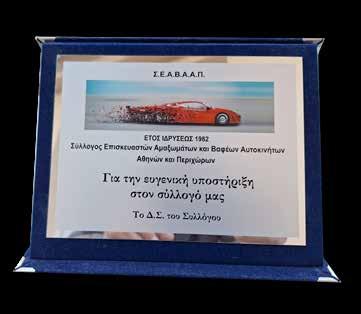 Σ.Ε.Α.Β.Α.Α.Π.
ΕΤΟΣ ΙΔΡΥΣΕΩΣ 1962
Σύλλογος Επισκευαστών Αμαξωμάτων και Βαφέων Αυτοκινήτων
Αθηνών και Περιχώρων
Για την ευγενική υποστήριξη
στον σύλλογό μας
Το Δ.Σ. του Συλλόγου